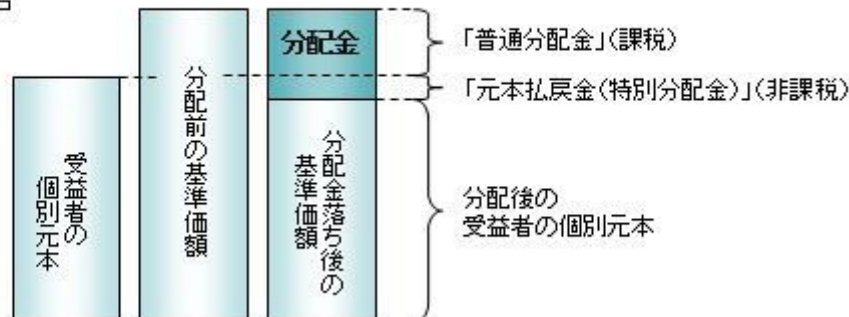 受益者の
個別元本
分配前の基準価額
分配金
分配金落ち後の
基準価額
「普通分配金」(課税)
「元本払戻金(特別分配金)」(非課税)
分配後の
受益者の個別元本